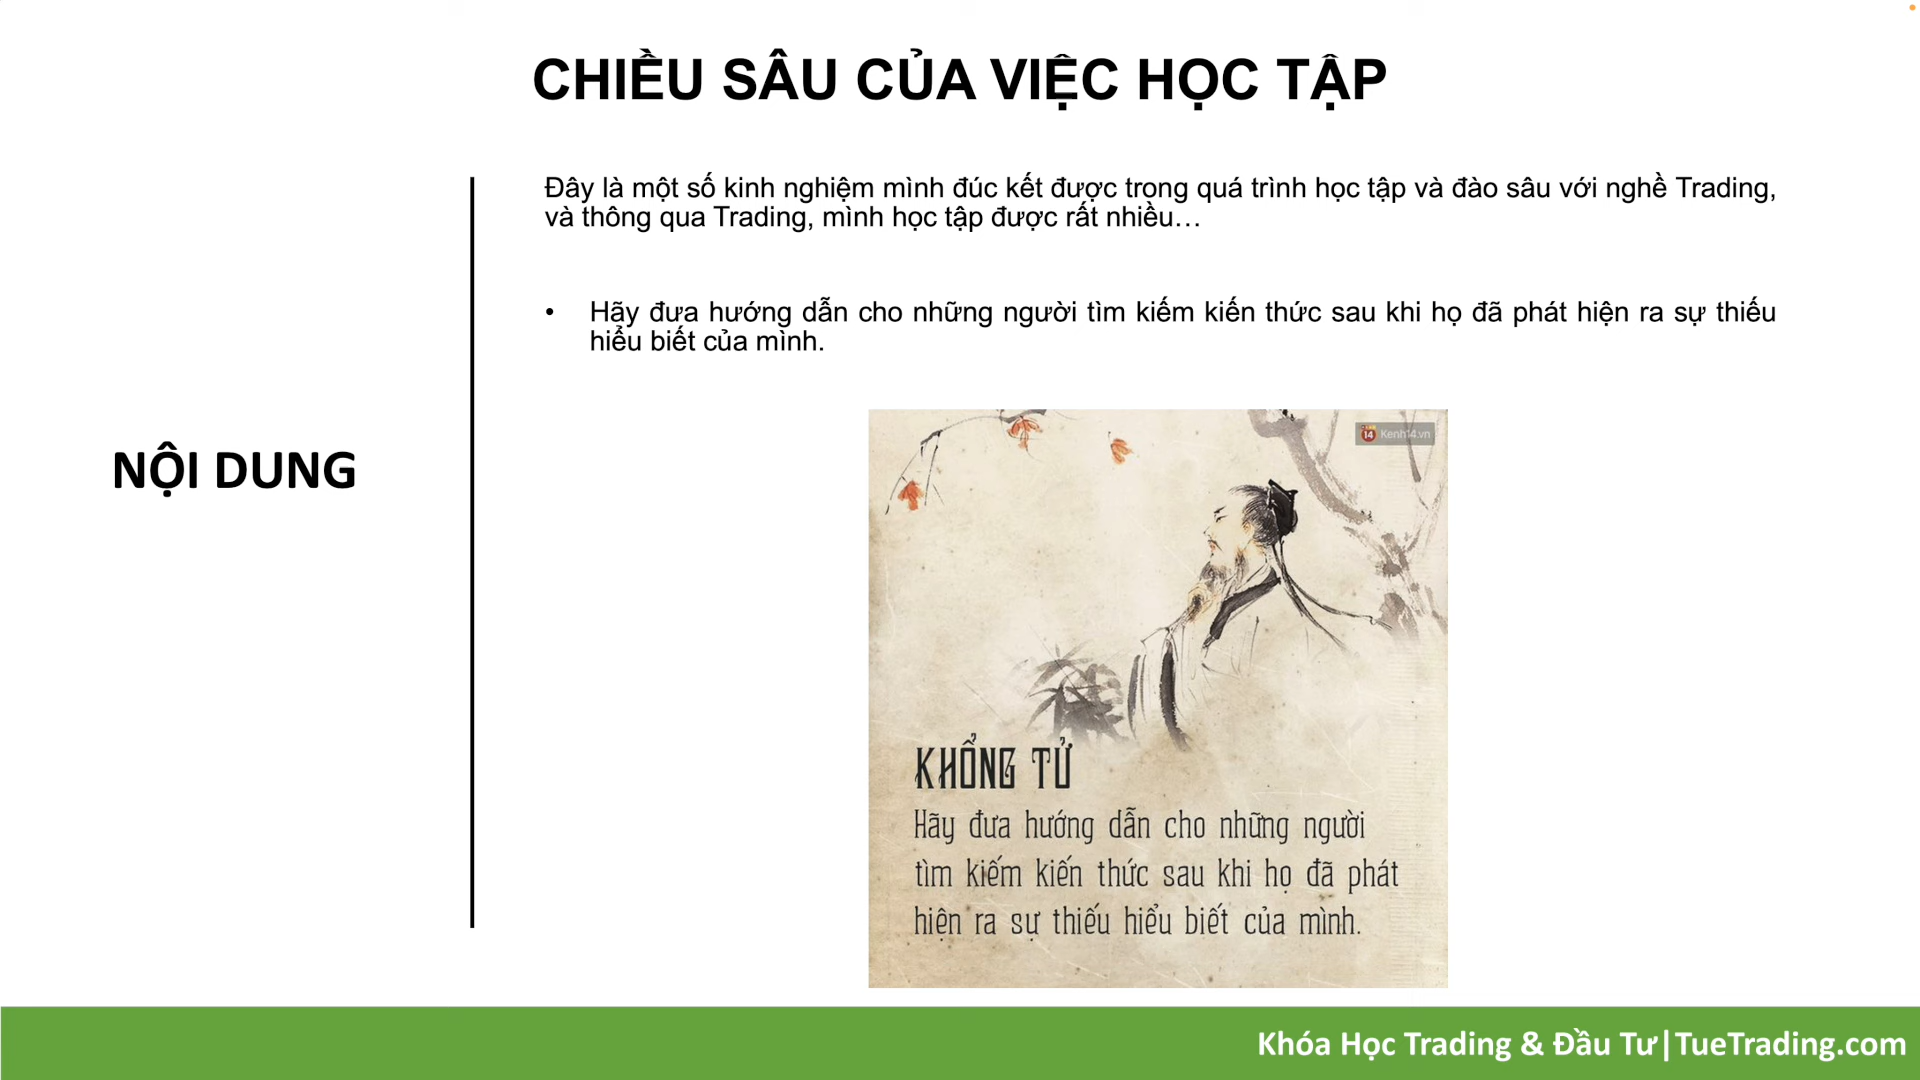 CHIỀU SÂU CỦA VIỆC HỌC TẬP
NỘI DUNG
Đây là một số kinh nghiệm mình đúc kết được trong quá trình học tập và đào sâu với nghề Trading,
và thông qua Trading, mình học tập được rất nhiều…
• Hãy đưa hướng dẫn cho những người tìm kiếm kiến thức sau khi họ đã phát hiện ra sự thiếu
hiểu biết của mình.
14 Kenh14.vn
KHỔNG TỬ
Hãy đưa hướng dẫn cho những người
tìm kiếm kiến thức sau khi họ đã phát
hiện ra sự thiếu hiểu biết của mình.
Khóa Học Trading & Đầu Tư|TueTrading.com